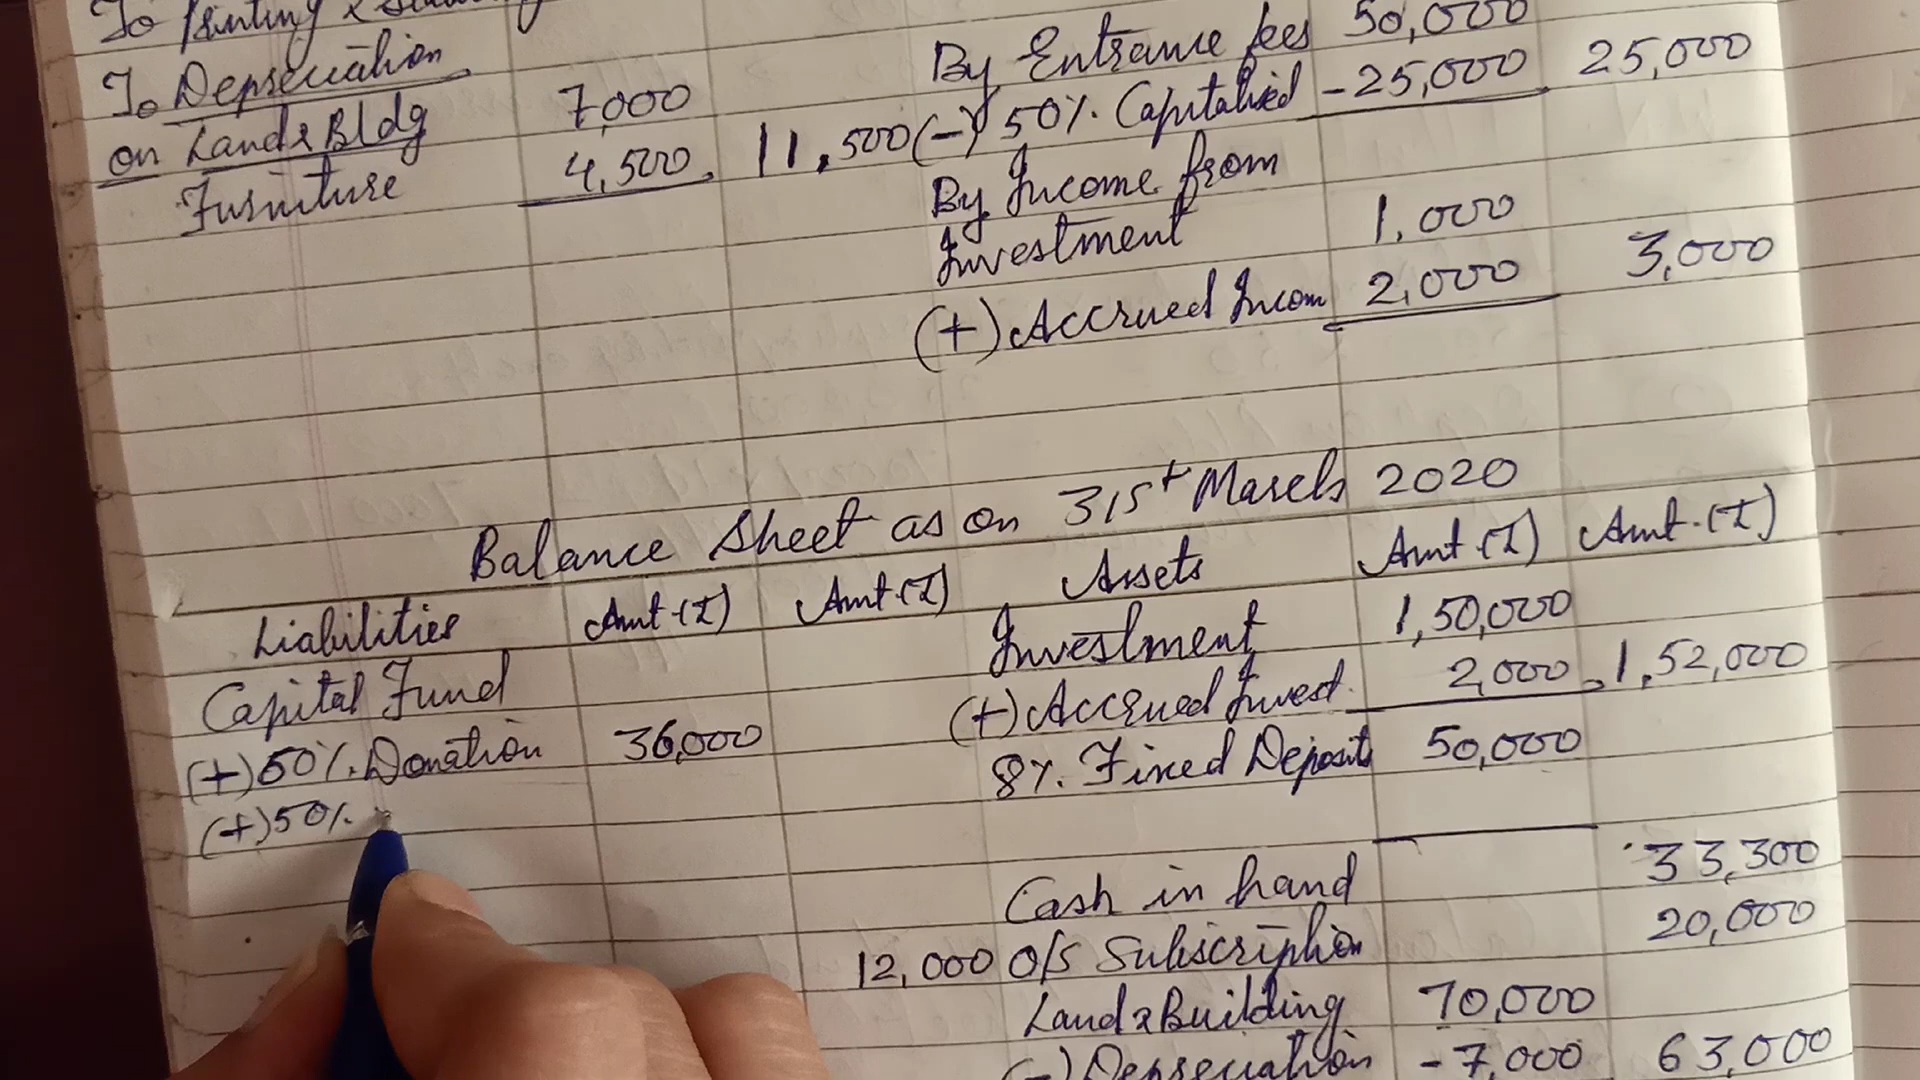 To Printing &
To Depreciation
on Land & Bldg 7,000
Furniture 4,500 11,500
By Entrance fees 50,000
(-) 50%. Capitalised -25,000 25,000
By Income from
Investment 1,000
(+) Accrued Incom 2,000 3,000
Balance Sheet as on 31st March 2020
Liabilities Amt.(₹) Amt.(₹) Assets Amt.(₹) Amt.(₹)
Capital Fund Investment 1,50,000
(+) 50%. Donation 36,000 (+) Accrued Invest. 2,000 1,52,000
(+) 50%. 8%. Fixed Deposit 50,000
Cash in hand 33,300
12,000 O/S Subscription 20,000
Land & Building 70,000
(-) Depreciation -7,000 63,000